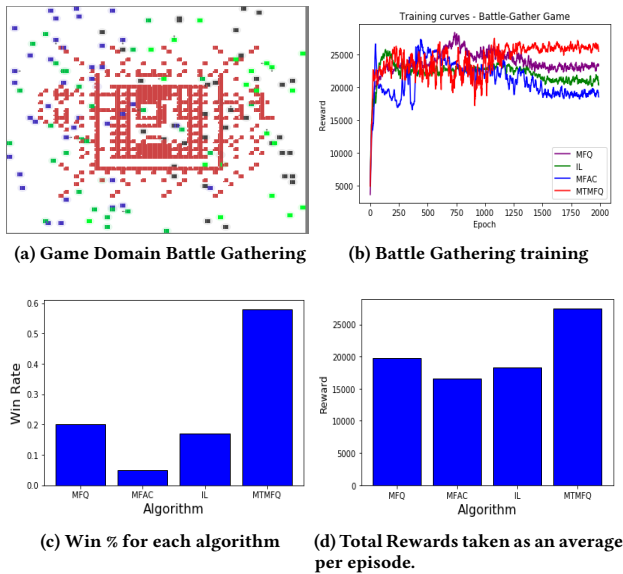 Training curves - Battle-Gather Game
Reward
25000
20000
15000
10000
5000
MFQ
IL
MFAC
MTMFQ
0 250 500 750 1000 1250 1500 1750 2000
Epoch
(a) Game Domain Battle Gathering
(b) Battle Gathering training
Win Rate
0.6
0.5
0.4
0.3
0.2
0.1
0.0
MFQ MFAC IL MTMFQ
Algorithm
Reward
25000
20000
15000
10000
5000
0
MFQ MFAC IL MTMFQ
Algorithm
(c) Win % for each algorithm
(d) Total Rewards taken as an average
per episode.